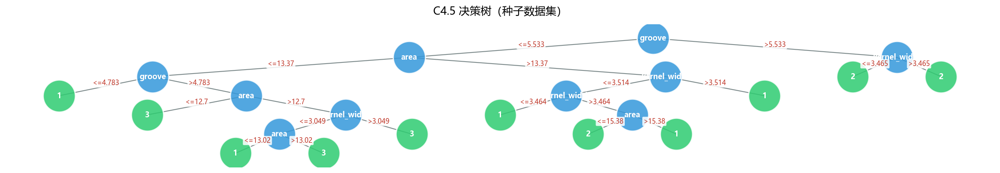 C4.5 决策树（种子数据集）
groove
<=5.533
>5.533
area
rnel_wid
<=13.37
>13.37
<=3.465
>3.465
groove
rnel_wid
2
2
<=4.783
>4.783
<=3.514
>3.514
1
area
rnel_wid
1
<=12.7
>12.7
<=3.464
>3.464
3
rnel_wid
1
area
<=3.049
>3.049
<=15.38
>15.38
area
3
2
1
<=13.02
>13.02
1
3